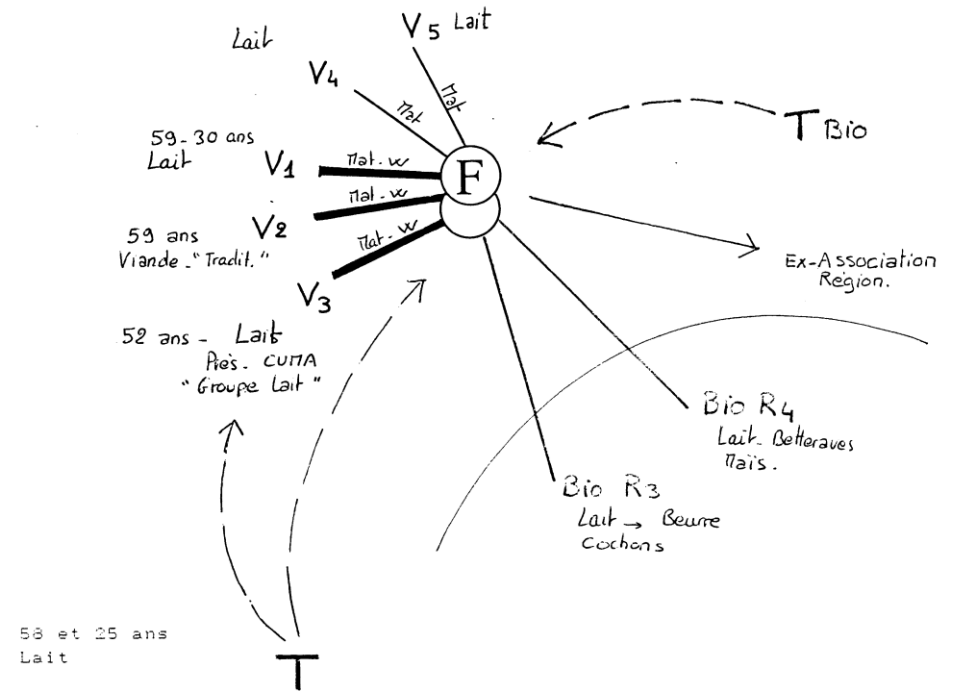 V5 Lait
Lait
V4
Mat
Mat
59-30 ans
Lait
V1
Mat. w
F
T Bio
59 ans
Viande - "Tradit."
V2
Mat - w
Mat - w
V3
Ex-Association
Région.
52 ans - Lait
Prés. CUMA
"Groupe Lait"
Bio R4
Lait - Betteraves
Maïs.
Bio R3
Lait → Beurre
Cochons
58 et 25 ans
Lait
T